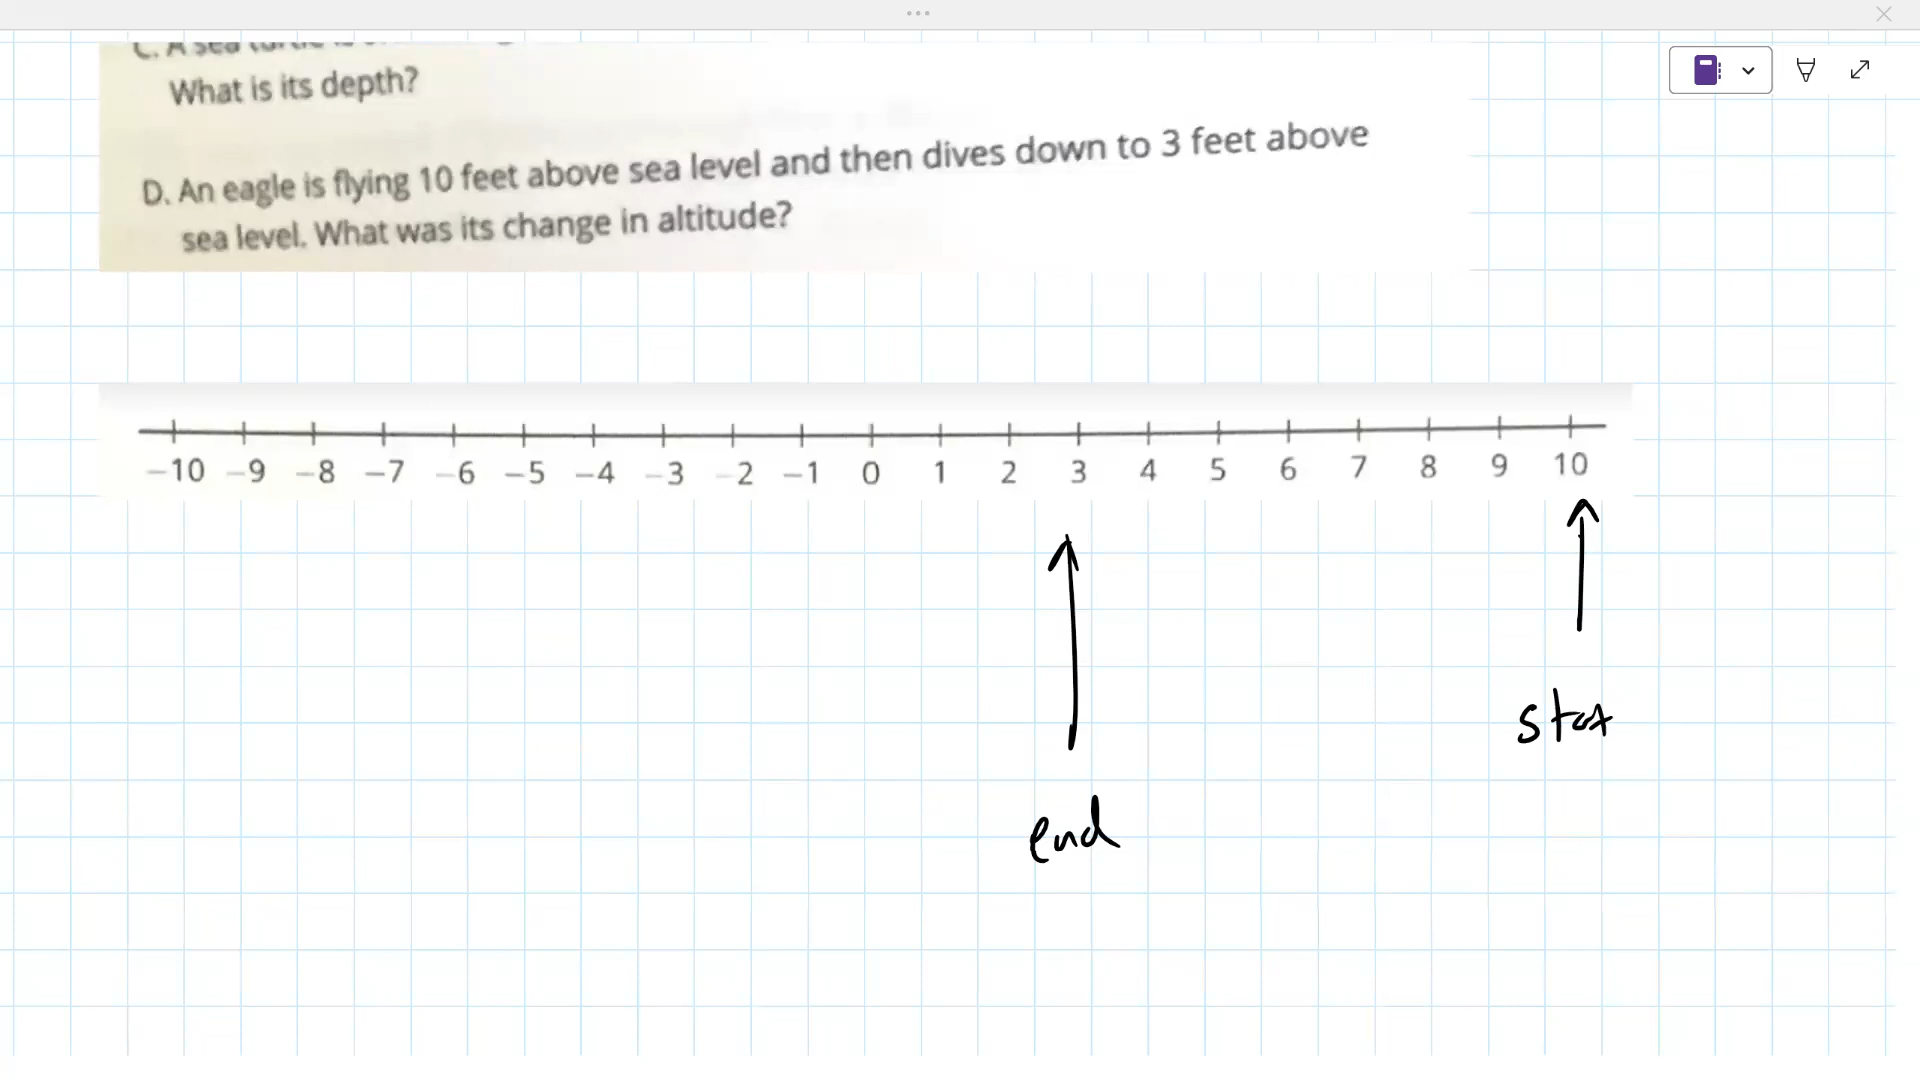 What is its depth?
D. An eagle is flying 10 feet above sea level and then dives down to 3 feet above
sea level. What was its change in altitude?
−10 −9 −8 −7 −6 −5 −4 −3 −2 −1 0 1 2 3 4 5 6 7 8 9 10
start
end